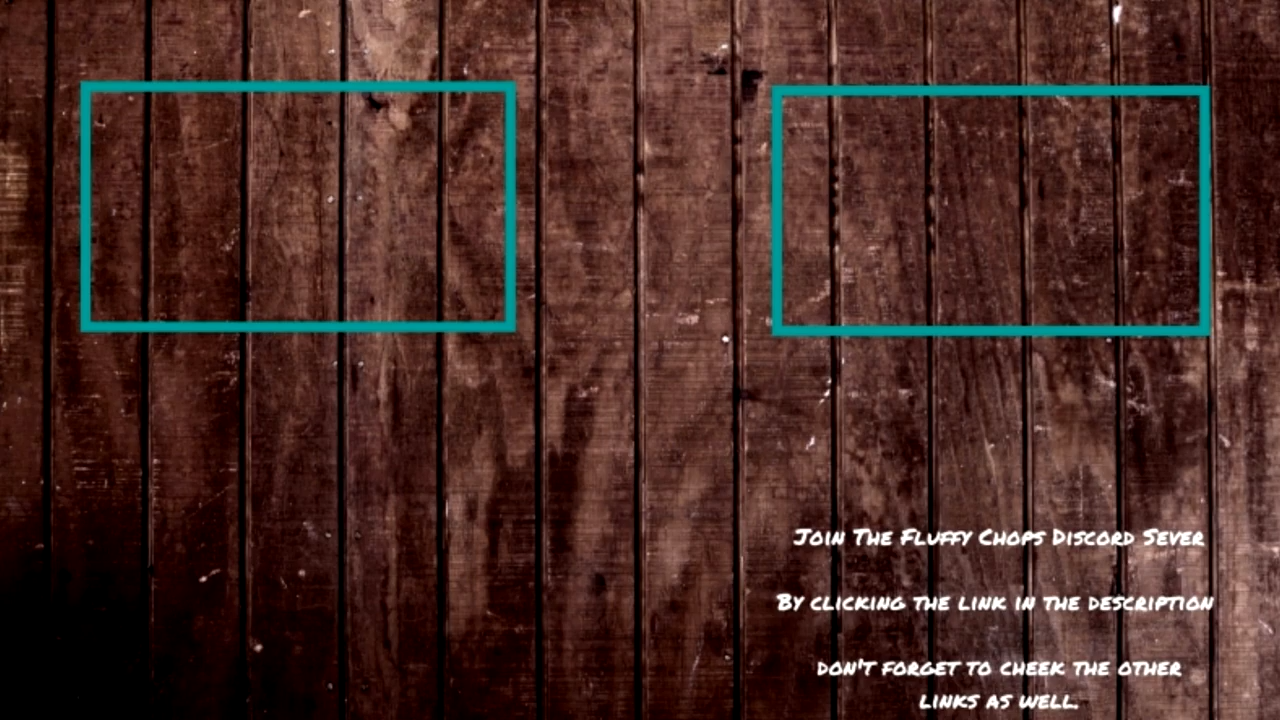 Join The Fluffy Chops Discord Sever
By clicking the link in the description
don't forget to cheek the other
links as well.